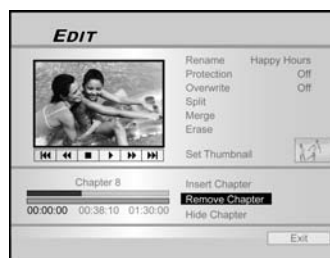 EDIT
Rename Happy Hours
Protection Off
Overwrite Off
Split
Merge
Erase
Set Thumbnail
Chapter 8
00:00:00 00:38:10 01:30:00
Insert Chapter
Remove Chapter
Hide Chapter
Exit